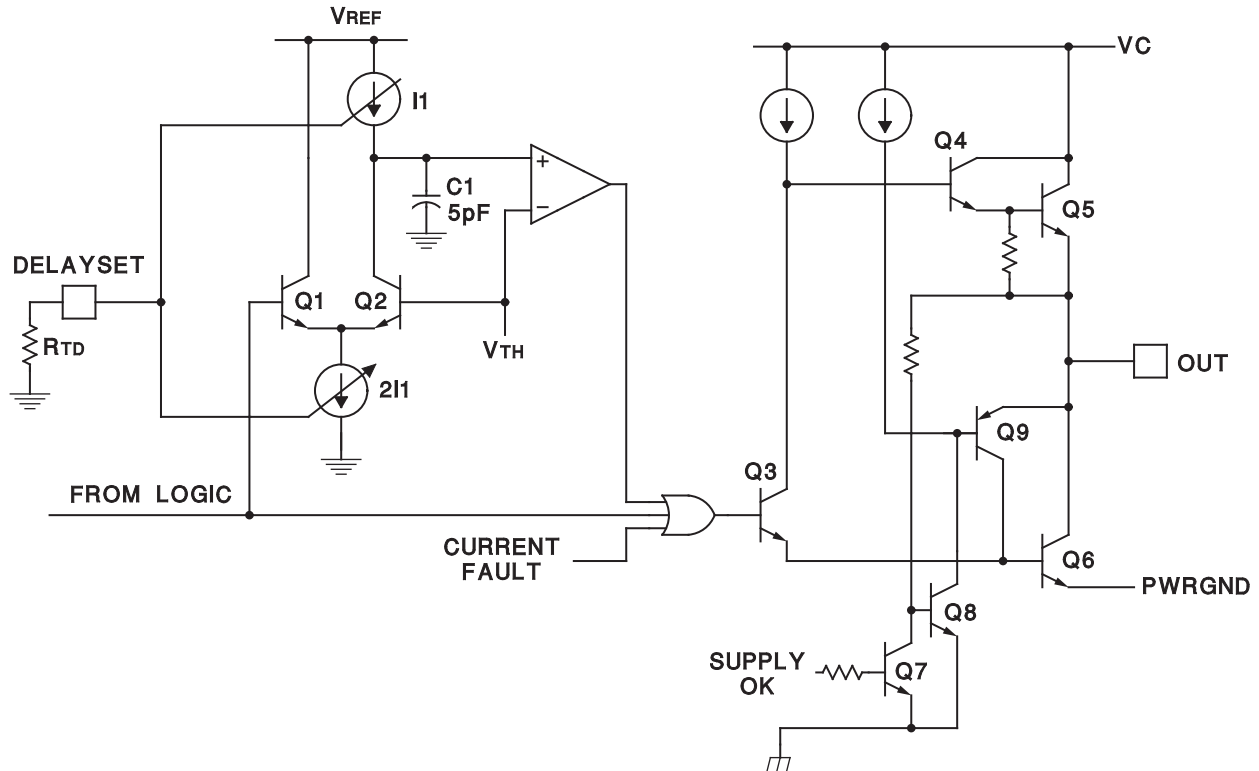 VREF
VC
I1
Q4
C1
5pF
+
−
Q5
DELAYSET
Q1
Q2
RTD
VTH
2I1
OUT
Q9
Q3
FROM LOGIC
CURRENT
FAULT
Q6
PWRGND
Q8
SUPPLY
OK
Q7